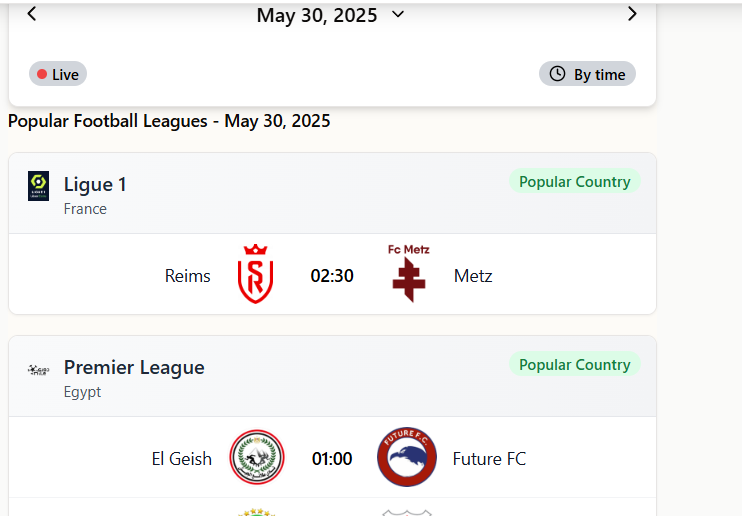 May 30, 2025
Live
By time
Popular Football Leagues - May 30, 2025
Ligue 1
Popular Country
France
Fc Metz
Reims 02:30 Metz
Premier League
Popular Country
Egypt
FUTURE F.C.
El Geish 01:00 Future FC